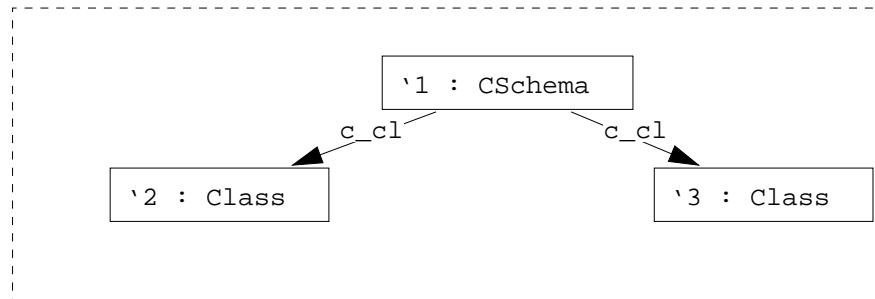 ‛1 : CSchema
c_cl c_cl
‛2 : Class ‛3 : Class